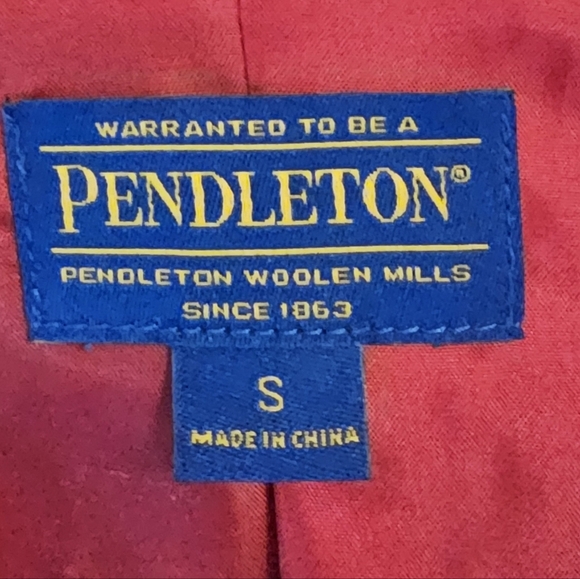 WARRANTED TO BE A
PENDLETON®
PENDLETON WOOLEN MILLS
SINCE 1863
S
MADE IN CHINA